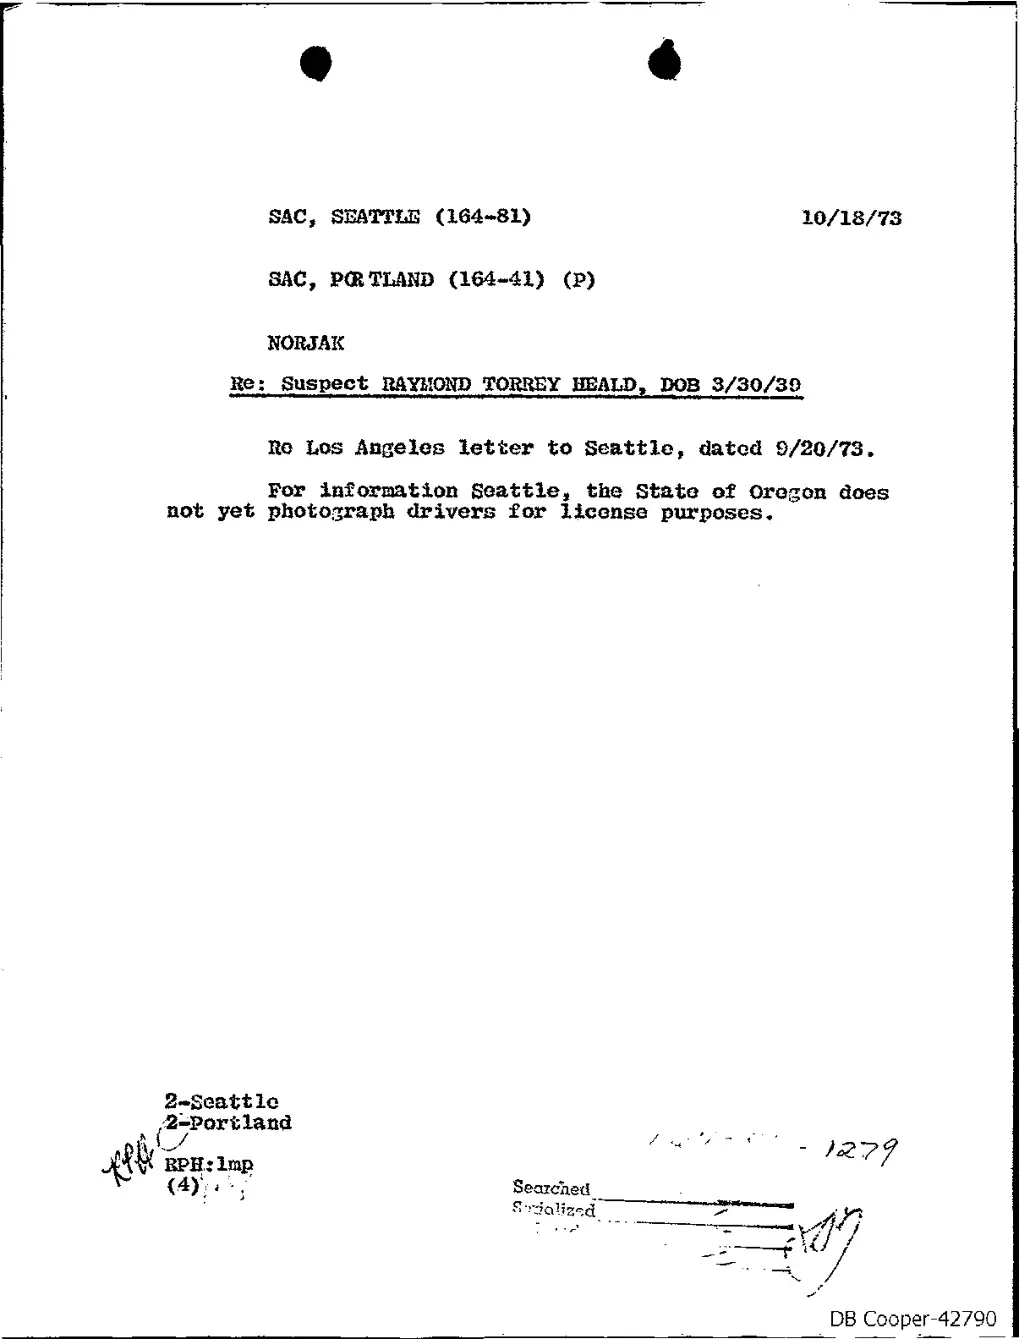 SAC, SEATTLE (164-81) 10/18/73
SAC, PORTLAND (164-41) (P)
NORJAK
Re: Suspect RAYMOND TORREY HEALD, DOB 3/30/39
Re Los Angeles letter to Seattle, dated 9/20/73.
For information Seattle, the State of Oregon does
not yet photograph drivers for license purposes.
2-Seattle
2-Portland
RPH
RPH:lmp
(4)
- 1279
Searched
Serialized
DB Cooper-42790